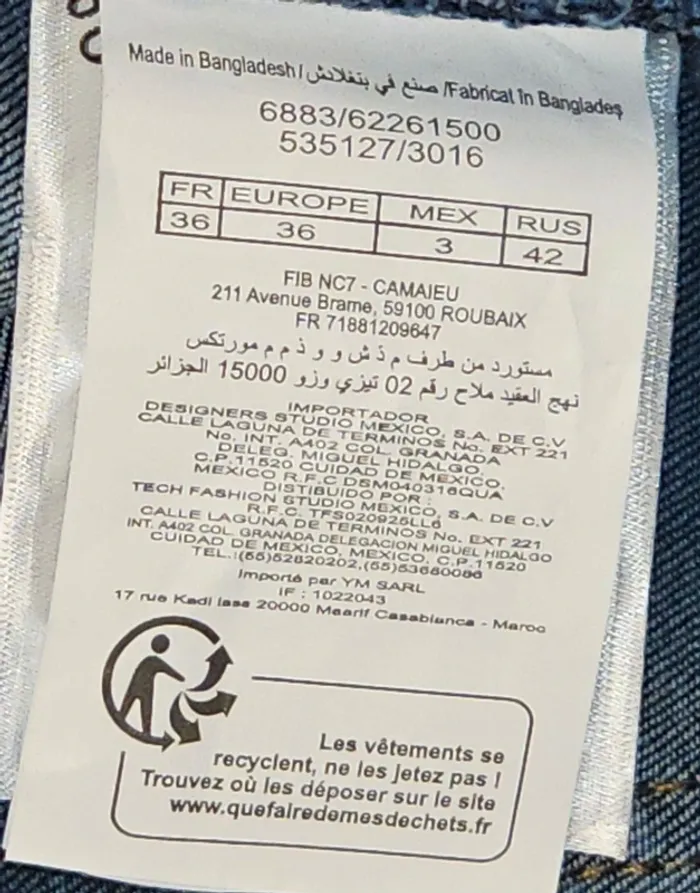 Made in Bangladesh / صنع في بنغلادش /Fabricat în Bangladeș
6883/62261500
535127/3016
FR EUROPE MEX RUS
36 36 3 42
FIB NC7 - CAMAIEU
211 Avenue Brame, 59100 ROUBAIX
FR 71881209647
مستورد من طرف م ذ ش و و ذ م م مورتكس
نهج العقيد ملاح رقم 02 تيزي وزو 15000 الجزائر
IMPORTADOR
DESIGNERS STUDIO MEXICO, S.A. DE C.V
CALLE LAGUNA DE TERMINOS No. EXT 221
No. INT. A402 COL. GRANADA
DELEG. MIGUEL HIDALGO.
C.P.11520 CUIDAD DE MEXICO,
MEXICO R.F.C DSM040316QUA
DISTIBUIDO POR :
TECH FASHION STUDIO MEXICO, S.A. DE C.V
R.F.C. TFS020925LL6
CALLE LAGUNA DE TERMINOS No. EXT 221
INT. A402 COL. GRANADA DELEGACION MIGUEL HIDALGO
CUIDAD DE MEXICO, MEXICO, C.P.11520
TEL.:(55)52820202,(55)53660086
Importé par YM SARL
IF : 1022043
17 rue Kadi Iass 20000 Maarif Casablanca - Maroc
Les vêtements se
recyclent, ne les jetez pas !
Trouvez où les déposer sur le site
www.quefairedemesdechets.fr